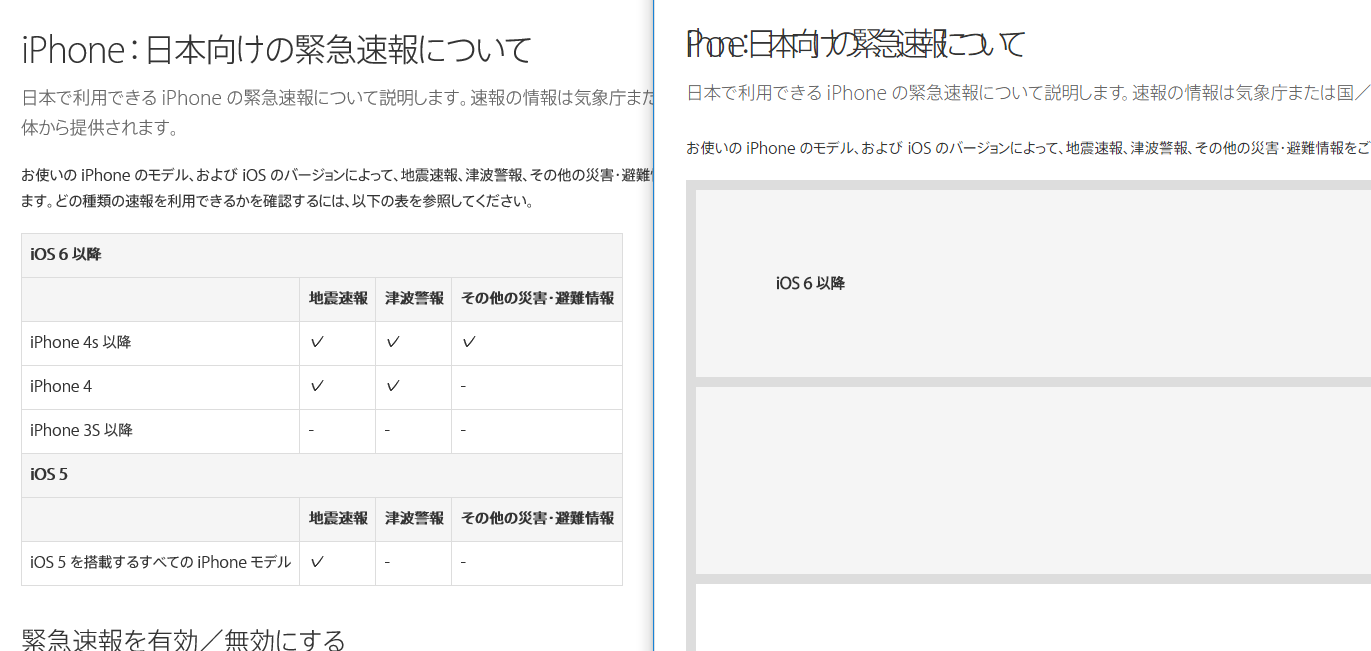 iPhone：日本向けの緊急速報について
日本で利用できる iPhone の緊急速報について説明します。速報の情報は気象庁また
体から提供されます。
お使いの iPhone のモデル、および iOS のバージョンによって、地震速報、津波警報、その他の災害・避難
ます。どの種類の速報を利用できるかを確認するには、以下の表を参照してください。
iOS 6 以降
地震速報 津波警報 その他の災害・避難情報
iPhone 4s 以降 ✓ ✓ ✓
iPhone 4 ✓ ✓ -
iPhone 3S 以降 - - -
iOS 5
地震速報 津波警報 その他の災害・避難情報
iOS 5 を搭載するすべての iPhone モデル ✓ - -
緊急速報を有効／無効にする
iPhone：日本向けの緊急速報について
日本で利用できる iPhone の緊急速報について説明します。速報の情報は気象庁または国／
お使いの iPhone のモデル、および iOS のバージョンによって、地震速報、津波警報、その他の災害・避難情報をご
iOS 6 以降